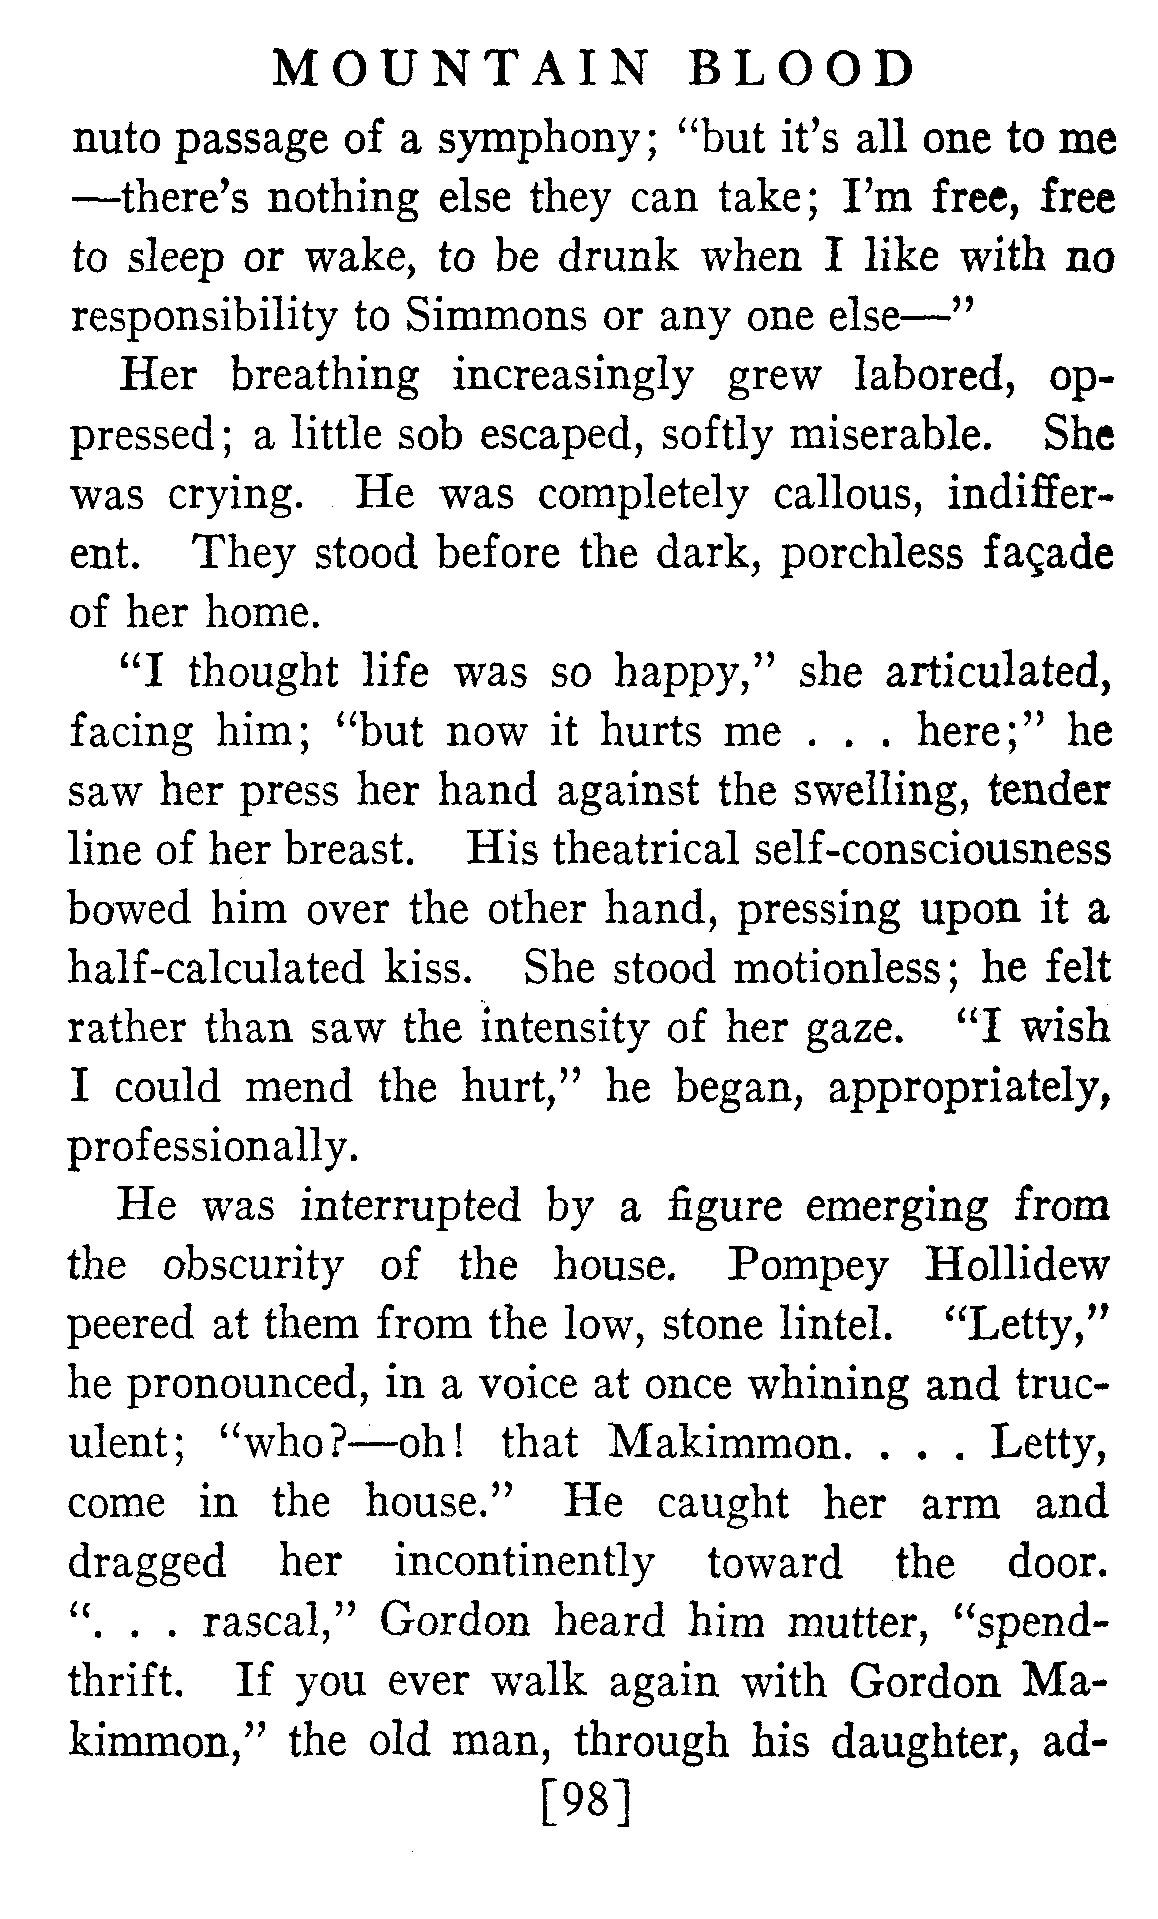 MOUNTAIN BLOOD
nuto passage of a symphony; “but it’s all one to me
—there’s nothing else they can take; I’m free, free
to sleep or wake, to be drunk when I like with no
responsibility to Simmons or any one else—”
Her breathing increasingly grew labored, op-
pressed; a little sob escaped, softly miserable. She
was crying. He was completely callous, indiffer-
ent. They stood before the dark, porchless façade
of her home.
“I thought life was so happy,” she articulated,
facing him; “but now it hurts me . . . here;” he
saw her press her hand against the swelling, tender
line of her breast. His theatrical self-consciousness
bowed him over the other hand, pressing upon it a
half-calculated kiss. She stood motionless; he felt
rather than saw the intensity of her gaze. “I wish
I could mend the hurt,” he began, appropriately,
professionally.
He was interrupted by a figure emerging from
the obscurity of the house. Pompey Hollidew
peered at them from the low, stone lintel. “Letty,”
he pronounced, in a voice at once whining and truc-
ulent; “who?—oh! that Makimmon. . . . Letty,
come in the house.” He caught her arm and
dragged her incontinently toward the door.
“. . . rascal,” Gordon heard him mutter, “spend-
thrift. If you ever walk again with Gordon Ma-
kimmon,” the old man, through his daughter, ad-
[98]